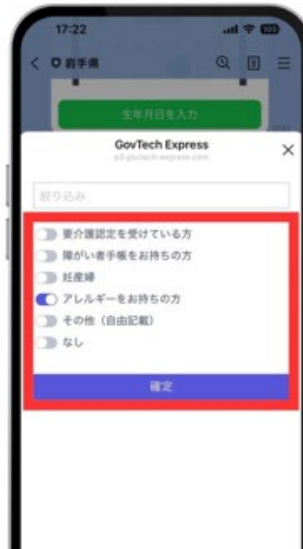 17:22
岩手県
生年月日を入力
GovTech Express
絞り込み
要介護認定を受けている方
障がい者手帳をお持ちの方
妊産婦
アレルギーをお持ちの方
その他（自由記載）
なし
確定